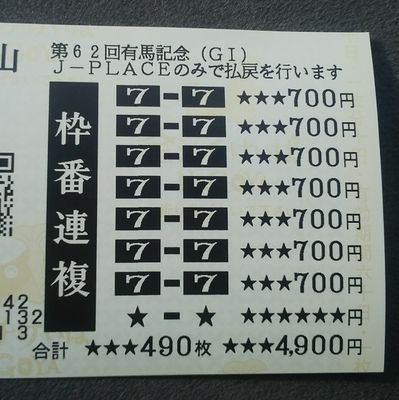 山
第62回有馬記念(GI)
J-PLACEのみで払戻を行います
枠番連複
7-7 ★★★700円
7-7 ★★★700円
7-7 ★★★700円
7-7 ★★★700円
7-7 ★★★700円
7-7 ★★★700円
7-7 ★★★700円
★-★ ★★★★★★円
42
132
3
合計 ★★★490枚 ★★★4,900円